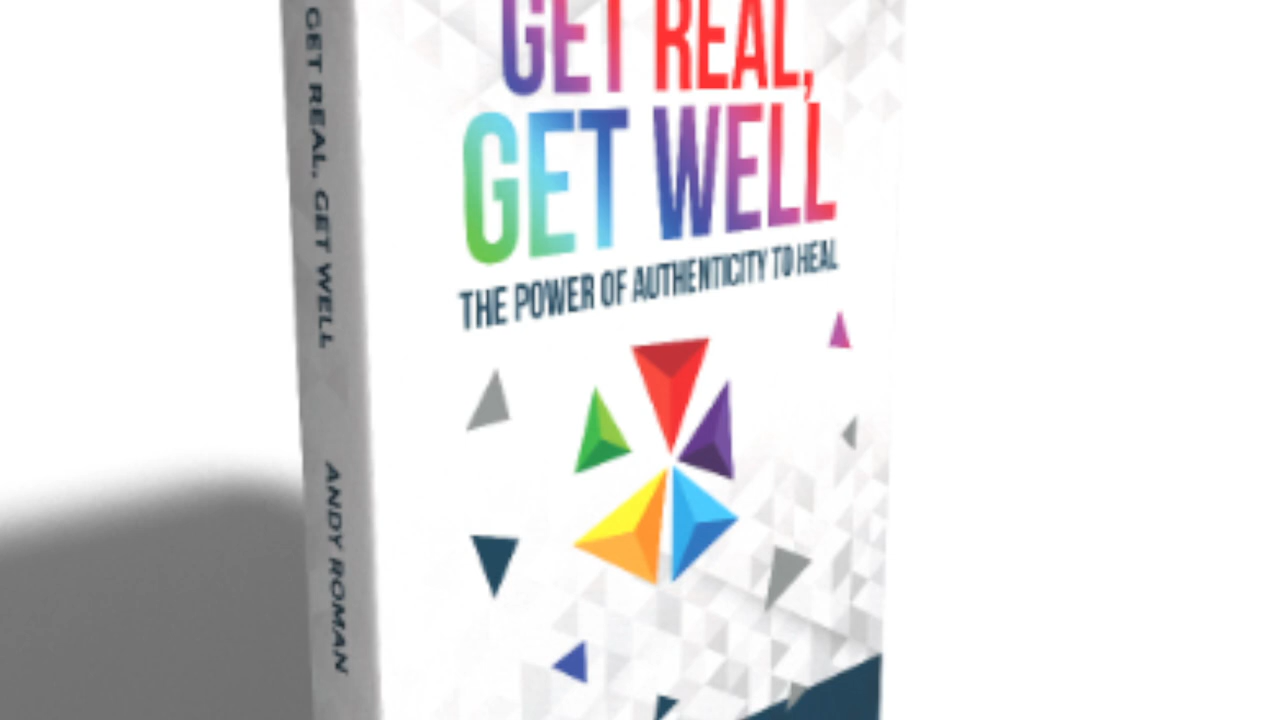 GET REAL, GET WELL
ANDY ROMAN
GET REAL,
GET WELL
THE POWER OF AUTHENTICITY TO HEAL